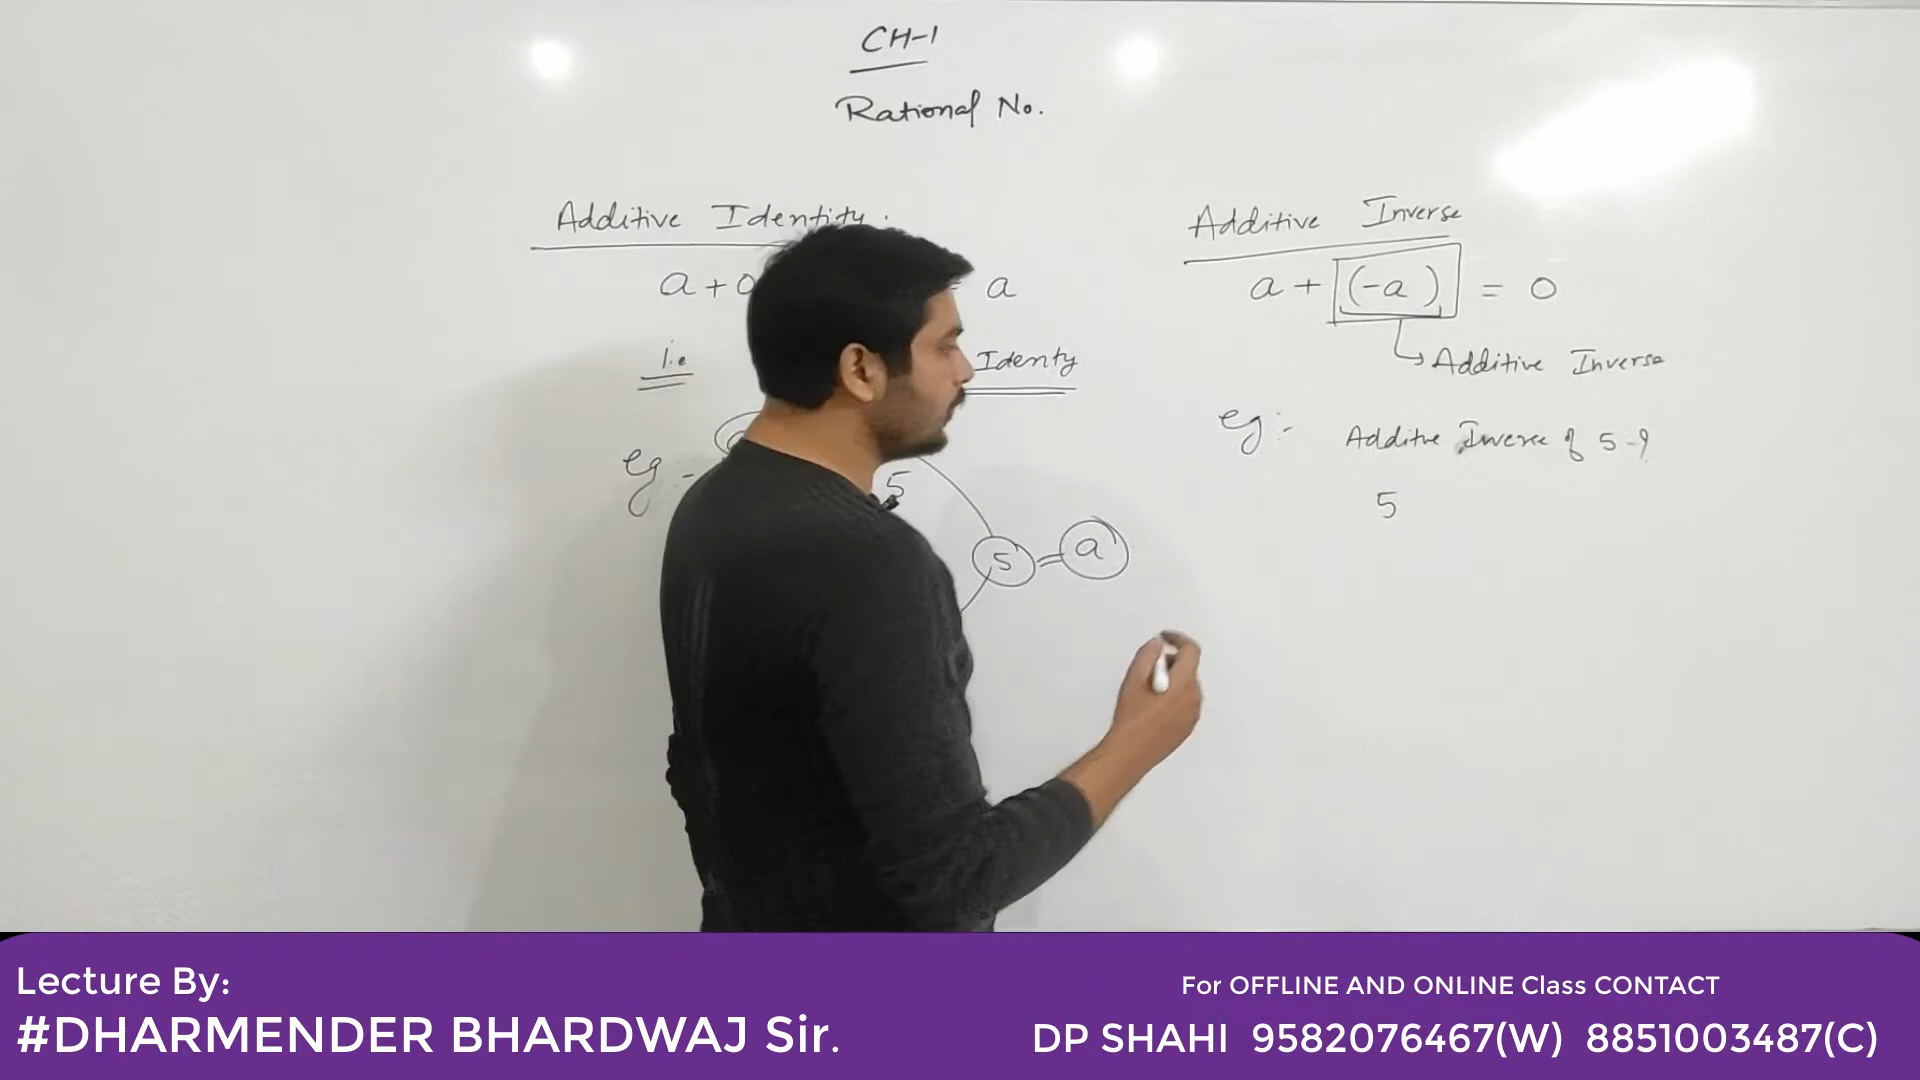 CH-1
Rational No.
Additive Identity.
a + 0
= a
i.e
Identy
eg -
5
5 = a
Additive Inverse
a + (-a) = 0
Additive Inverse
eg :-
Additve Inverse of 5 - ?
5
Lecture By:
#DHARMENDER BHARDWAJ Sir.
For OFFLINE AND ONLINE Class CONTACT
DP SHAHI 9582076467(W) 8851003487(C)